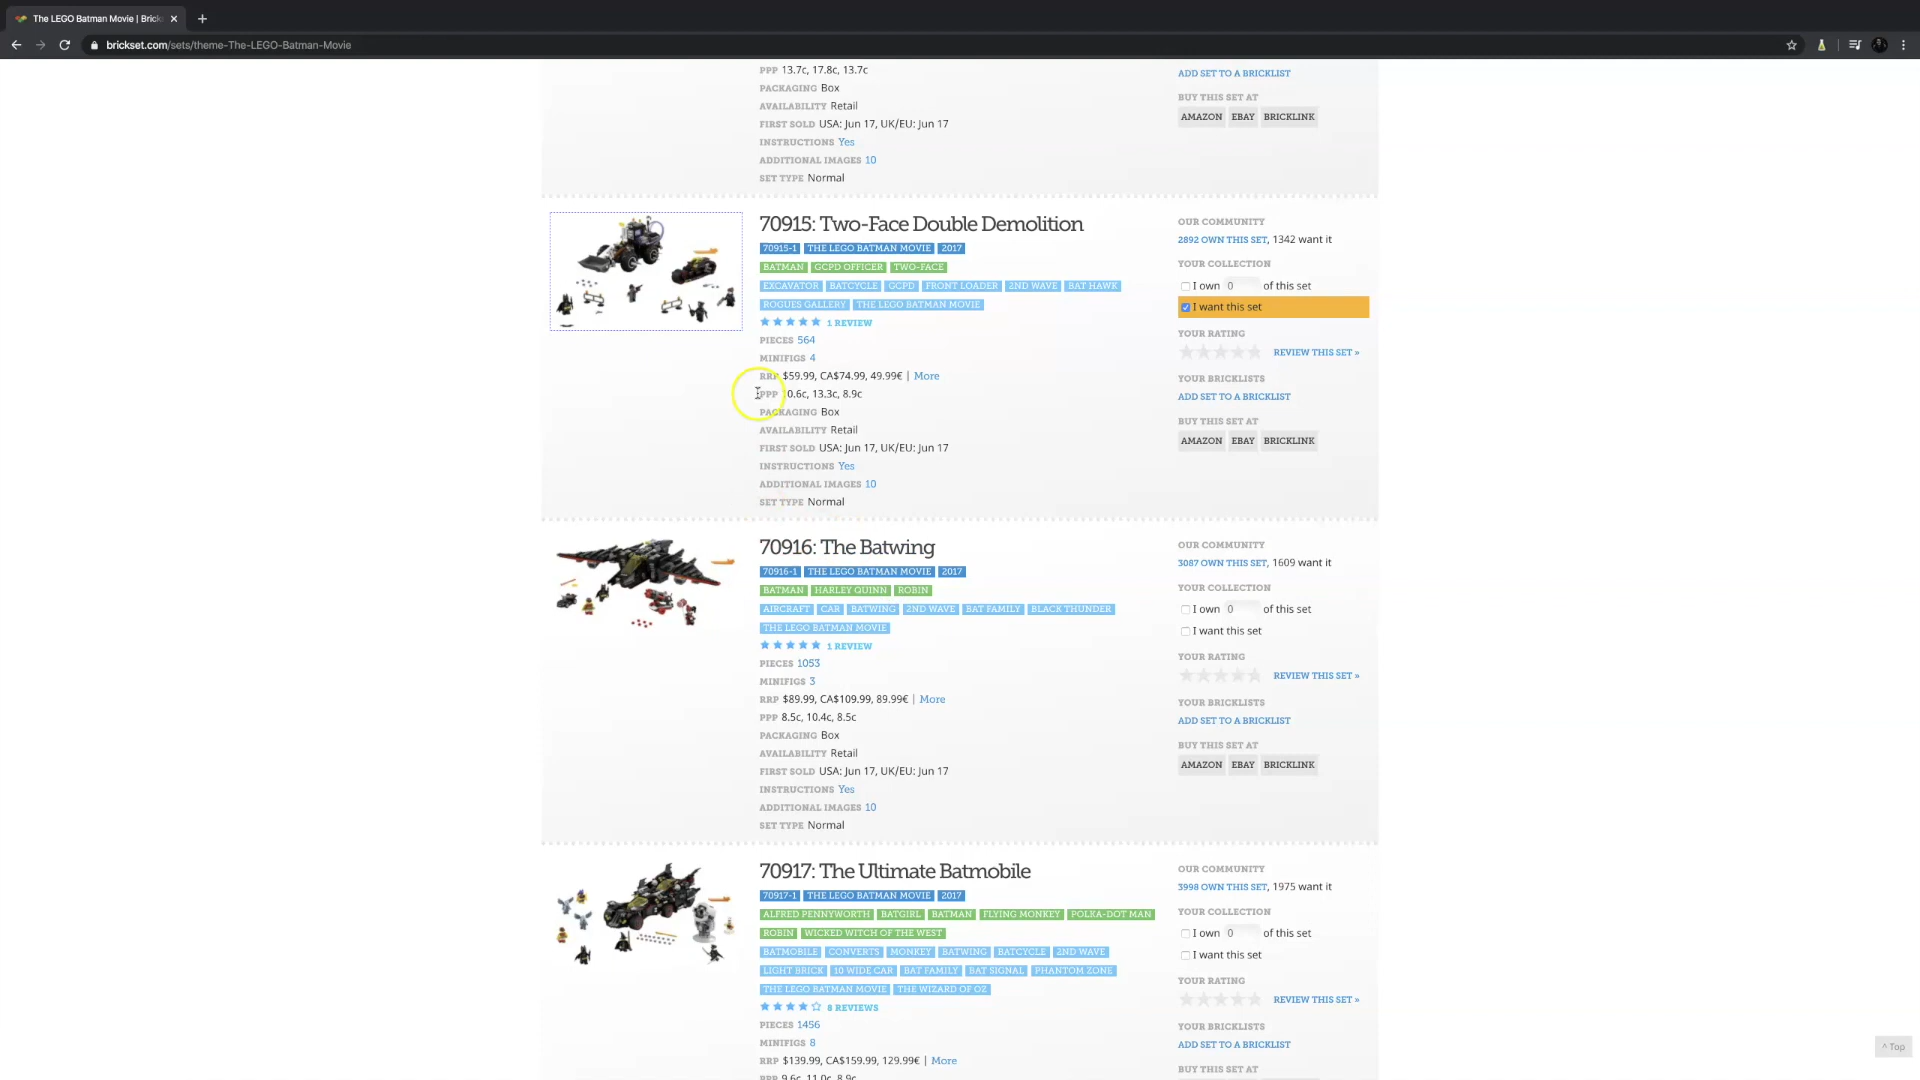 The LEGO Batman Movie | Brick
brickset.com/sets/theme-The-LEGO-Batman-Movie
PPP 13.7c, 17.8c, 13.7c
PACKAGING Box
AVAILABILITY Retail
FIRST SOLD USA: Jun 17, UK/EU: Jun 17
INSTRUCTIONS Yes
ADDITIONAL IMAGES 10
SET TYPE Normal
ADD SET TO A BRICKLIST
BUY THIS SET AT
AMAZON EBAY BRICKLINK
70915: Two-Face Double Demolition
70915-1 THE LEGO BATMAN MOVIE 2017
BATMAN GCPD OFFICER TWO-FACE
EXCAVATOR BATCYCLE GCPD FRONT LOADER 2ND WAVE BAT HAWK
ROGUES GALLERY THE LEGO BATMAN MOVIE
1 REVIEW
PIECES 564
MINIFIGS 4
RRP $59.99, CA$74.99, 49.99€ | More
PPP 10.6c, 13.3c, 8.9c
PACKAGING Box
AVAILABILITY Retail
FIRST SOLD USA: Jun 17, UK/EU: Jun 17
INSTRUCTIONS Yes
ADDITIONAL IMAGES 10
SET TYPE Normal
OUR COMMUNITY
2892 OWN THIS SET, 1342 want it
YOUR COLLECTION
I own 0 of this set
I want this set
YOUR RATING
REVIEW THIS SET »
YOUR BRICKLISTS
ADD SET TO A BRICKLIST
BUY THIS SET AT
AMAZON EBAY BRICKLINK
70916: The Batwing
70916-1 THE LEGO BATMAN MOVIE 2017
BATMAN HARLEY QUINN ROBIN
AIRCRAFT CAR BATWING 2ND WAVE BAT FAMILY BLACK THUNDER
THE LEGO BATMAN MOVIE
1 REVIEW
PIECES 1053
MINIFIGS 3
RRP $89.99, CA$109.99, 89.99€ | More
PPP 8.5c, 10.4c, 8.5c
PACKAGING Box
AVAILABILITY Retail
FIRST SOLD USA: Jun 17, UK/EU: Jun 17
INSTRUCTIONS Yes
ADDITIONAL IMAGES 10
SET TYPE Normal
OUR COMMUNITY
3087 OWN THIS SET, 1609 want it
YOUR COLLECTION
I own 0 of this set
I want this set
YOUR RATING
REVIEW THIS SET »
YOUR BRICKLISTS
ADD SET TO A BRICKLIST
BUY THIS SET AT
AMAZON EBAY BRICKLINK
70917: The Ultimate Batmobile
70917-1 THE LEGO BATMAN MOVIE 2017
ALFRED PENNYWORTH BATGIRL BATMAN FLYING MONKEY POLKA-DOT MAN
ROBIN WICKED WITCH OF THE WEST
BATMOBILE CONVERTS MONKEY BATWING BATCYCLE 2ND WAVE
LIGHT BRICK 10 WIDE CAR BAT FAMILY BAT SIGNAL PHANTOM ZONE
THE LEGO BATMAN MOVIE THE WIZARD OF OZ
8 REVIEWS
PIECES 1456
MINIFIGS 8
RRP $139.99, CA$159.99, 129.99€ | More
PPP 9.6c, 11.0c, 8.9c
OUR COMMUNITY
3998 OWN THIS SET, 1975 want it
YOUR COLLECTION
I own 0 of this set
I want this set
YOUR RATING
REVIEW THIS SET »
YOUR BRICKLISTS
ADD SET TO A BRICKLIST
BUY THIS SET AT
^ Top